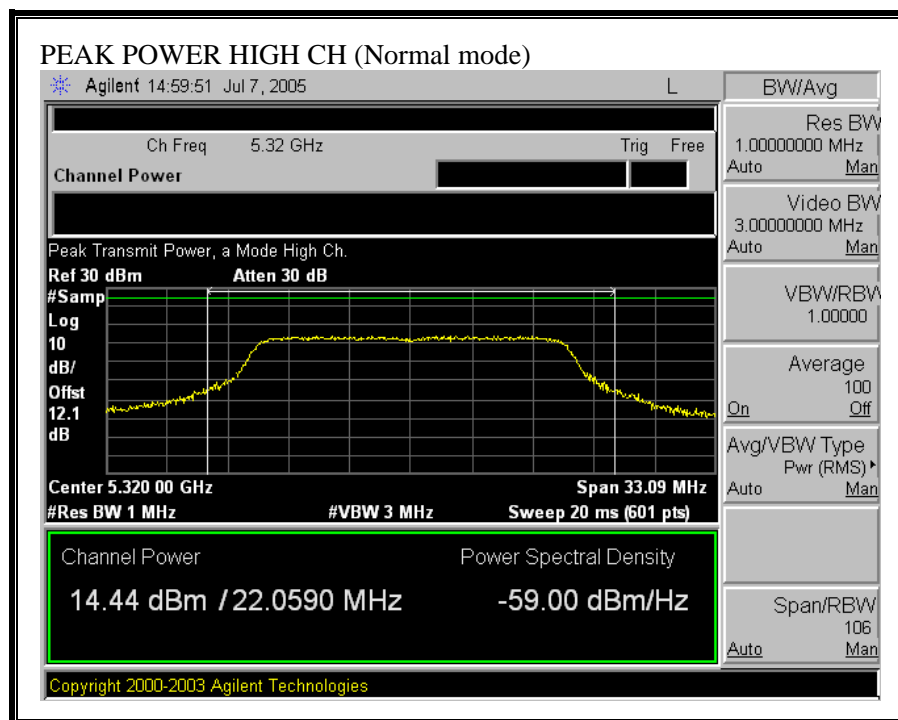 PEAK POWER HIGH CH (Normal mode)
Agilent 14:59:51 Jul 7, 2005 L
BW/Avg
Ch Freq 5.32 GHz Trig Free
Channel Power
Res BW
1.00000000 MHz
Auto Man
Video BW
3.00000000 MHz
Auto Man
Peak Transmit Power, a Mode High Ch.
Ref 30 dBm Atten 30 dB
#Samp
Log
10
dB/
Offst
12.1
dB
VBW/RBW
1.00000
Average
100
On Off
Avg/VBW Type
Pwr (RMS)
Auto Man
Center 5.320 00 GHz Span 33.09 MHz
#Res BW 1 MHz #VBW 3 MHz Sweep 20 ms (601 pts)
Channel Power Power Spectral Density
14.44 dBm / 22.0590 MHz -59.00 dBm/Hz
Span/RBW
106
Auto Man
Copyright 2000-2003 Agilent Technologies